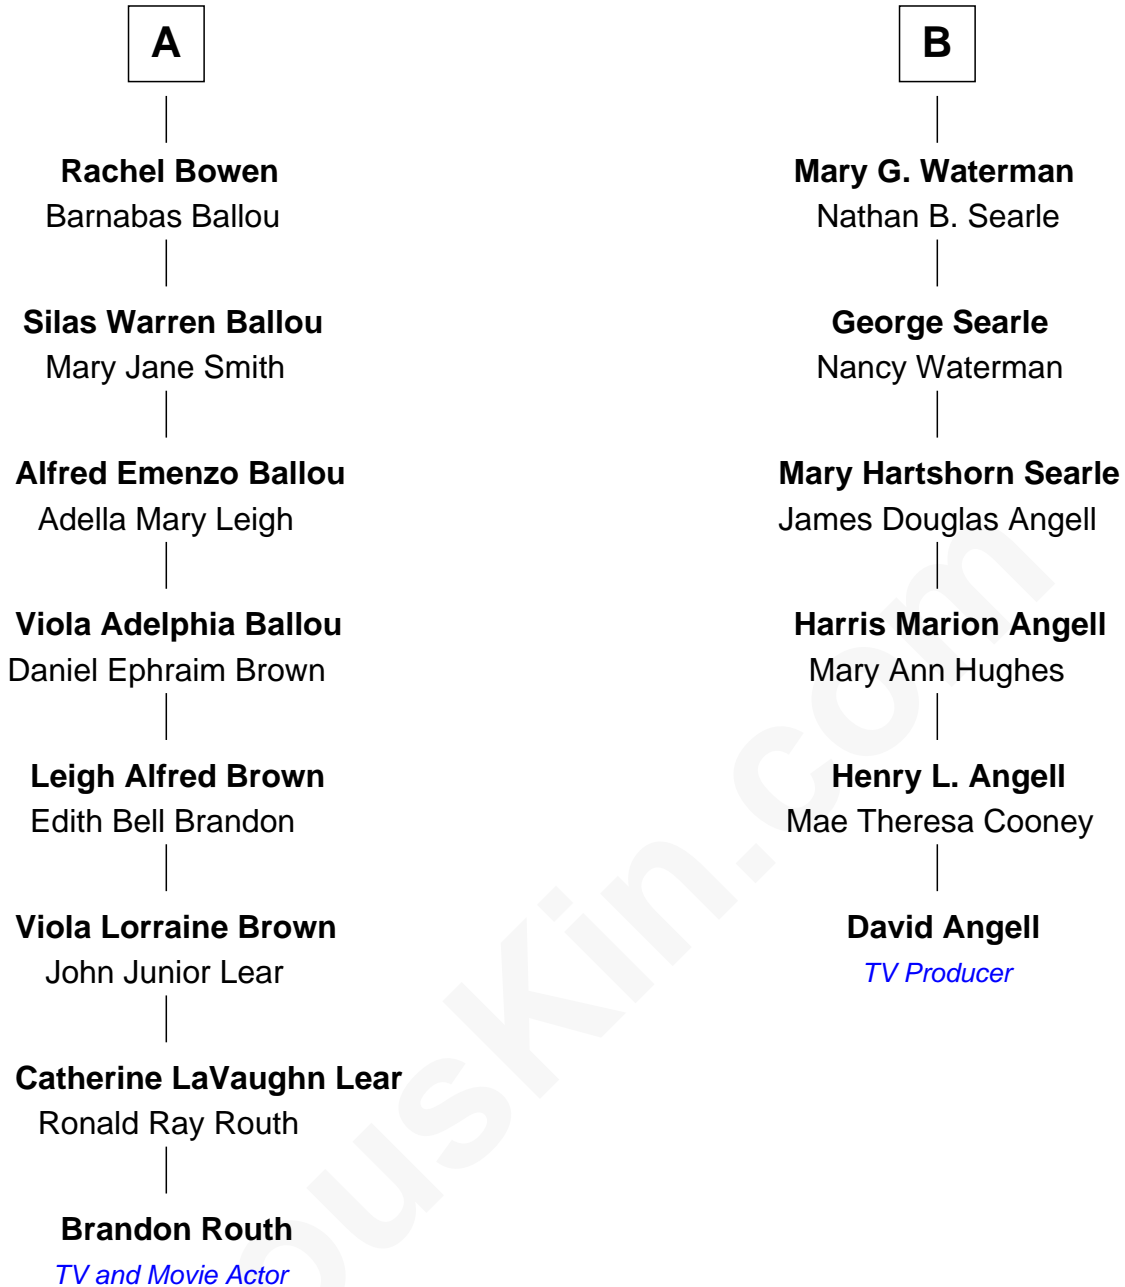 A
Rachel Bowen
Barnabas Ballou
Silas Warren Ballou
Mary Jane Smith
Alfred Emenzo Ballou
Adella Mary Leigh
Viola Adelphia Ballou
Daniel Ephraim Brown
Leigh Alfred Brown
Edith Bell Brandon
Viola Lorraine Brown
John Junior Lear
Catherine LaVaughn Lear
Ronald Ray Routh
Brandon Routh
TV and Movie Actor
B
Mary G. Waterman
Nathan B. Searle
George Searle
Nancy Waterman
Mary Hartshorn Searle
James Douglas Angell
Harris Marion Angell
Mary Ann Hughes
Henry L. Angell
Mae Theresa Cooney
David Angell
TV Producer
ousKin.com